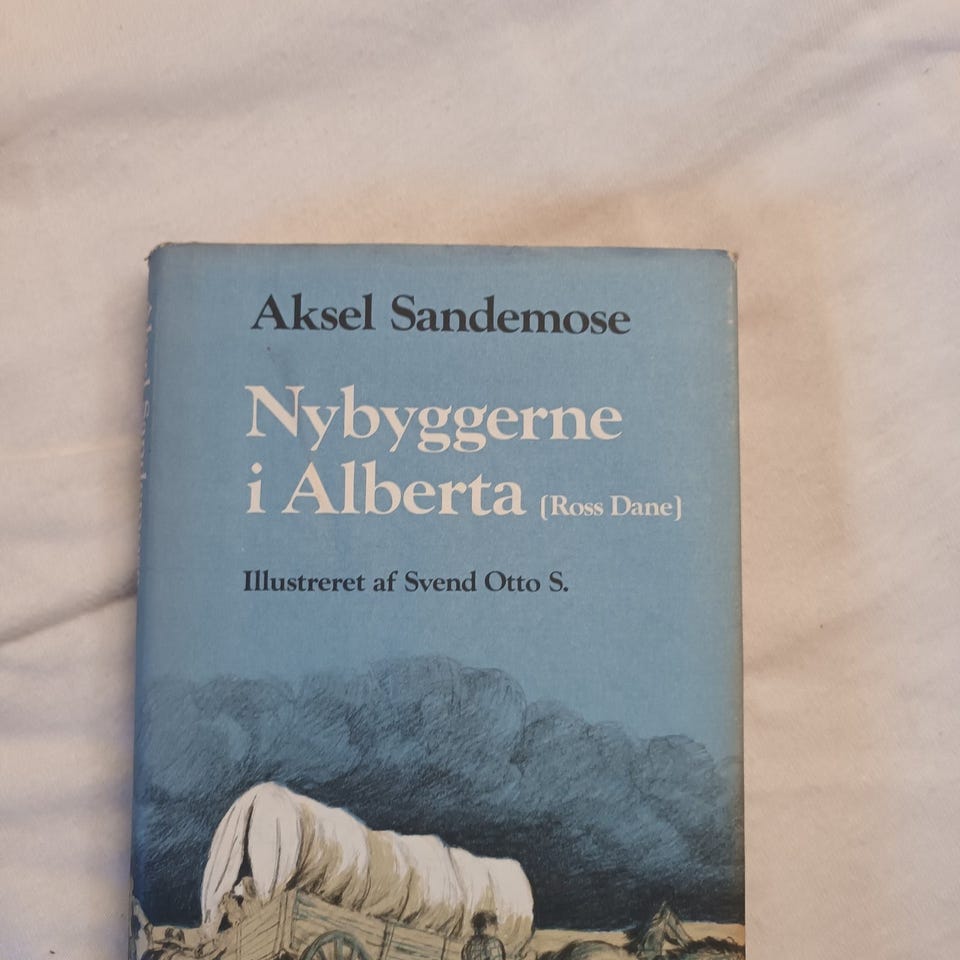 Aksel Sandemose
Nybyggerne
i Alberta (Ross Dane)
Illustreret af Svend Otto S.